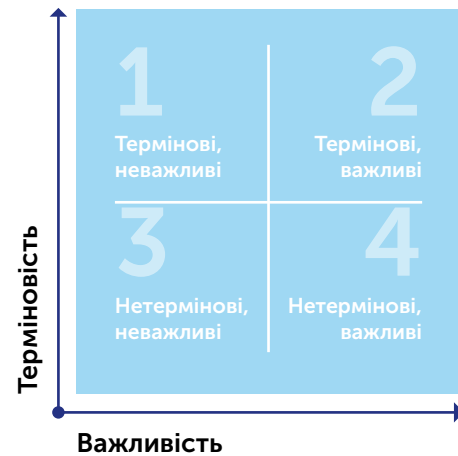 1
Термінові,
неважливі
2
Термінові,
важливі
3
Нетермінові,
неважливі
4
Нетермінові,
важливі
Терміновість
Важливість